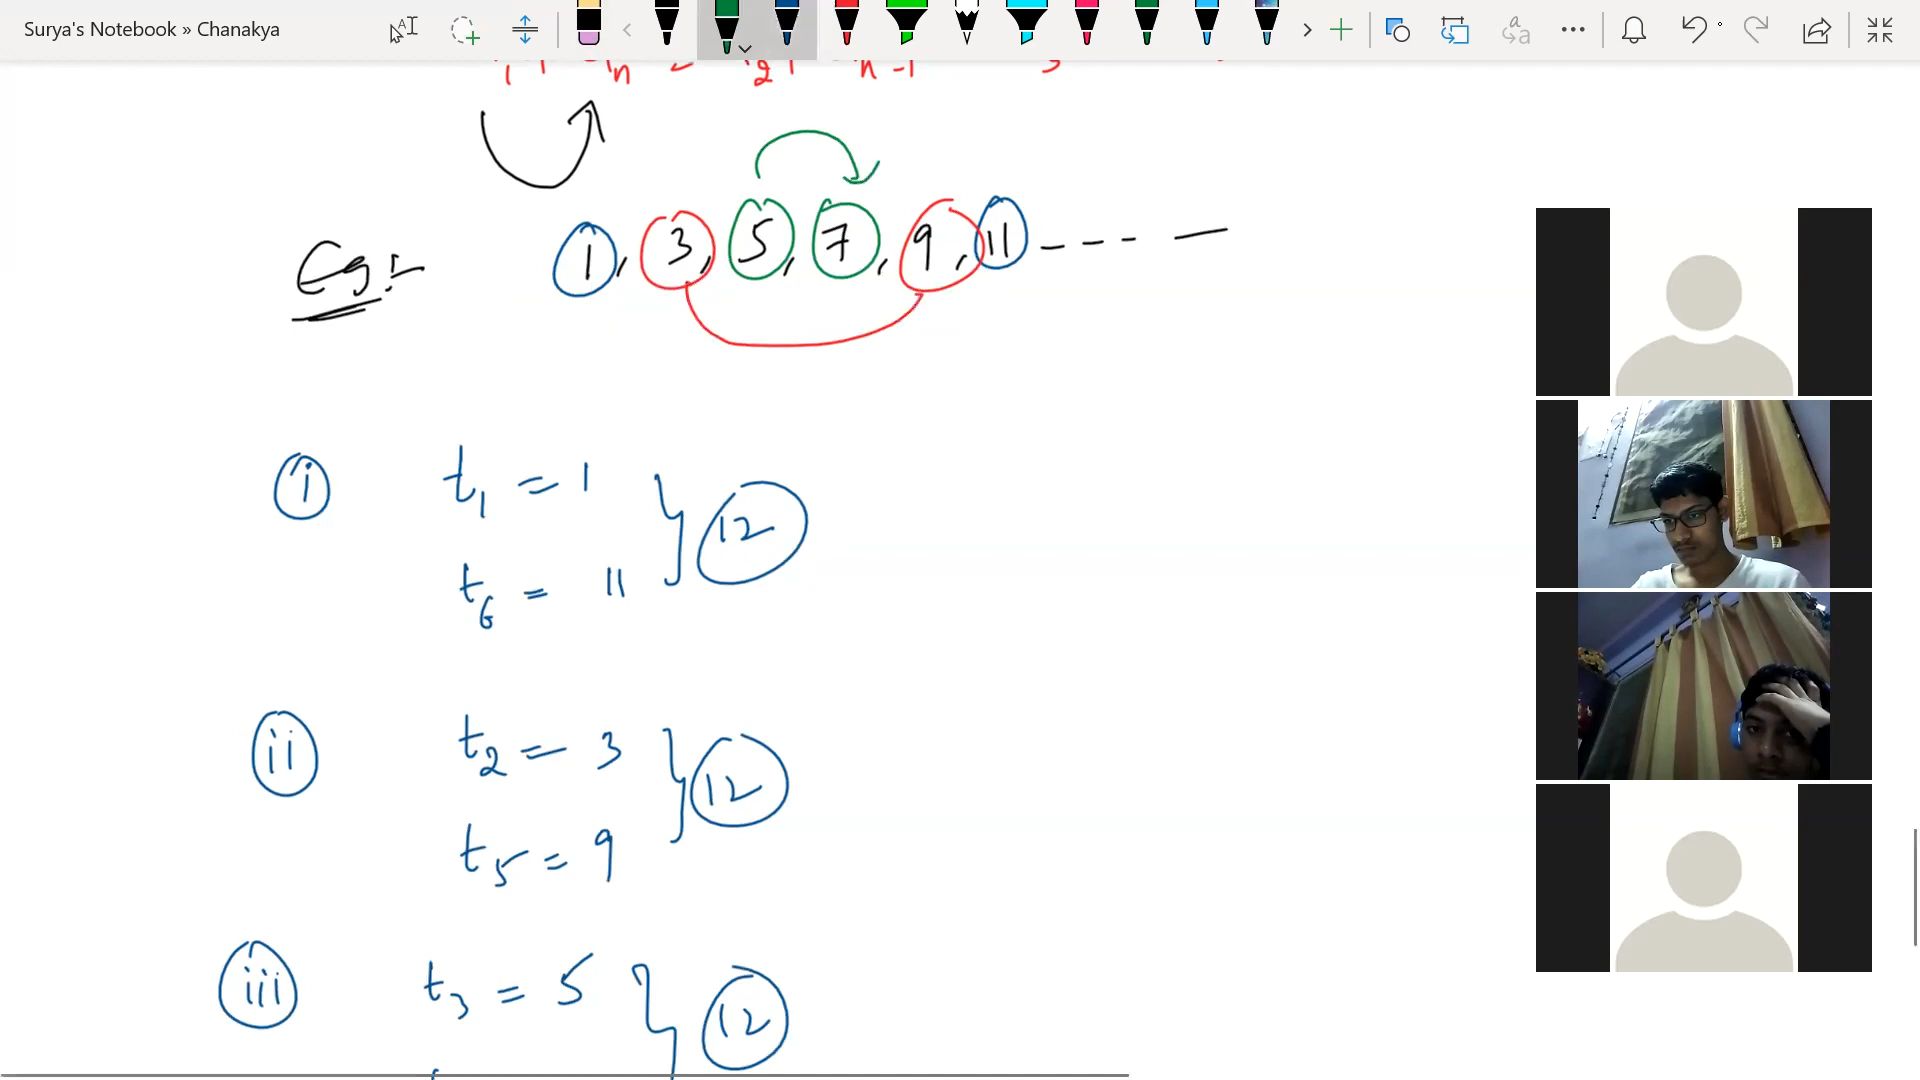 Surya's Notebook » Chanakya
Eg:- 1, 3, 5, 7, 9, 11 - - - -
i t1 = 1
12
t6 = 11
ii t2 = 3
12
t5 = 9
iii t3 = 5
12